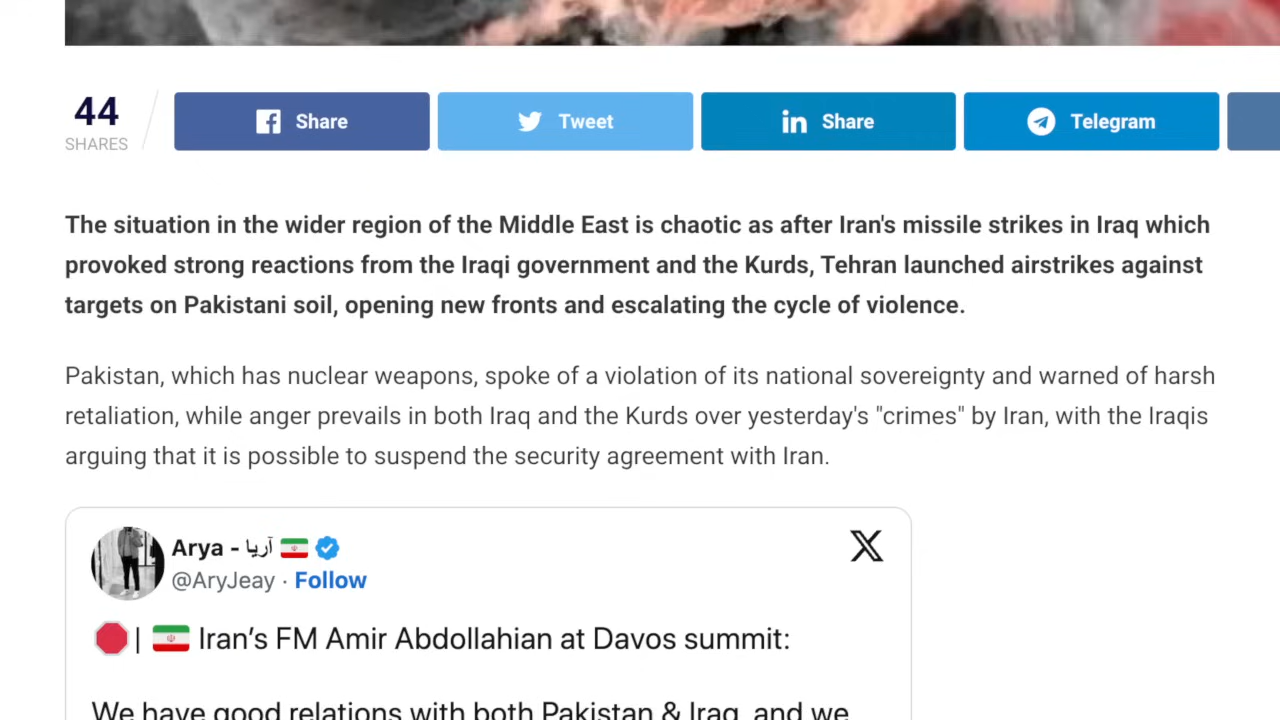 44
SHARES
Share
Tweet
Share
Telegram
The situation in the wider region of the Middle East is chaotic as after Iran's missile strikes in Iraq which
provoked strong reactions from the Iraqi government and the Kurds, Tehran launched airstrikes against
targets on Pakistani soil, opening new fronts and escalating the cycle of violence.
Pakistan, which has nuclear weapons, spoke of a violation of its national sovereignty and warned of harsh
retaliation, while anger prevails in both Iraq and the Kurds over yesterday's "crimes" by Iran, with the Iraqis
arguing that it is possible to suspend the security agreement with Iran.
Arya - آریا 🇮🇷
@AryJeay · Follow
🛑| 🇮🇷 Iran’s FM Amir Abdollahian at Davos summit:
We have good relations with both Pakistan & Iraq, and we